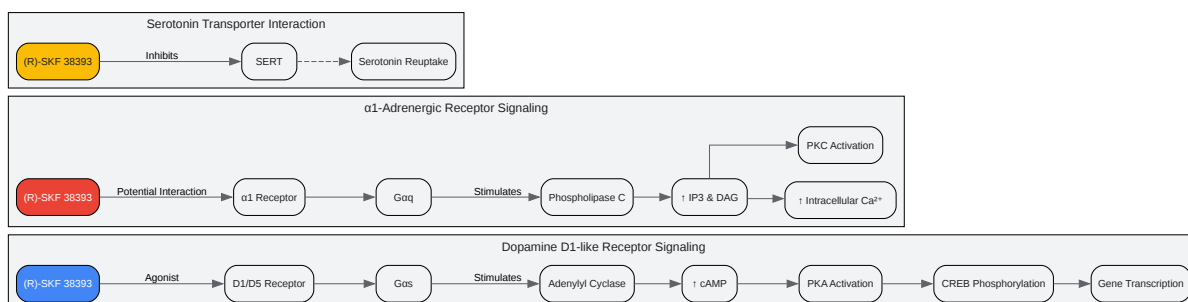 Serotonin Transporter Interaction
(R)-SKF 38393
Inhibits
SERT
Serotonin Reuptake
α1-Adrenergic Receptor Signaling
PKC Activation
(R)-SKF 38393
Potential Interaction
α1 Receptor
Gαq
Stimulates
Phospholipase C
↑ IP3 & DAG
↑ Intracellular Ca²⁺
Dopamine D1-like Receptor Signaling
(R)-SKF 38393
Agonist
D1/D5 Receptor
Gαs
Stimulates
Adenylyl Cyclase
↑ cAMP
PKA Activation
CREB Phosphorylation
Gene Transcription